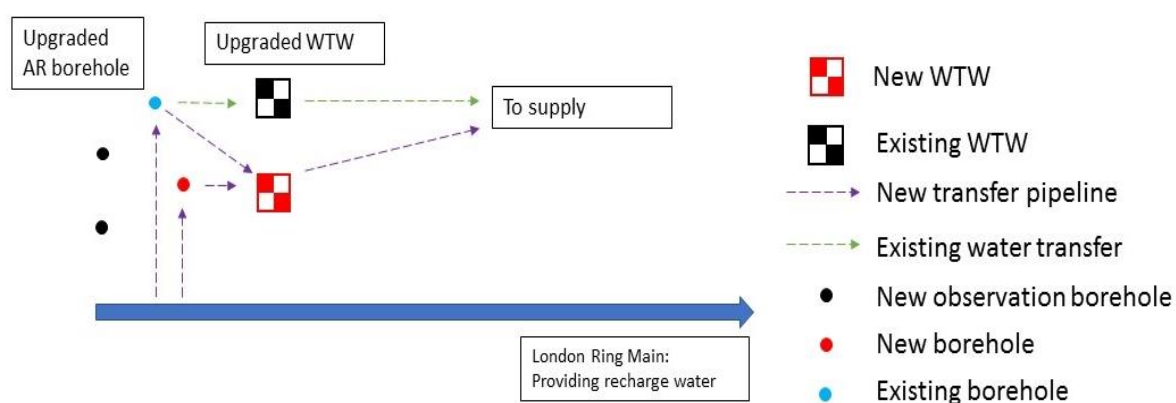 Upgraded
AR borehole
Upgraded WTW
To supply
London Ring Main:
Providing recharge water
New WTW
Existing WTW
New transfer pipeline
Existing water transfer
New observation borehole
New borehole
Existing borehole